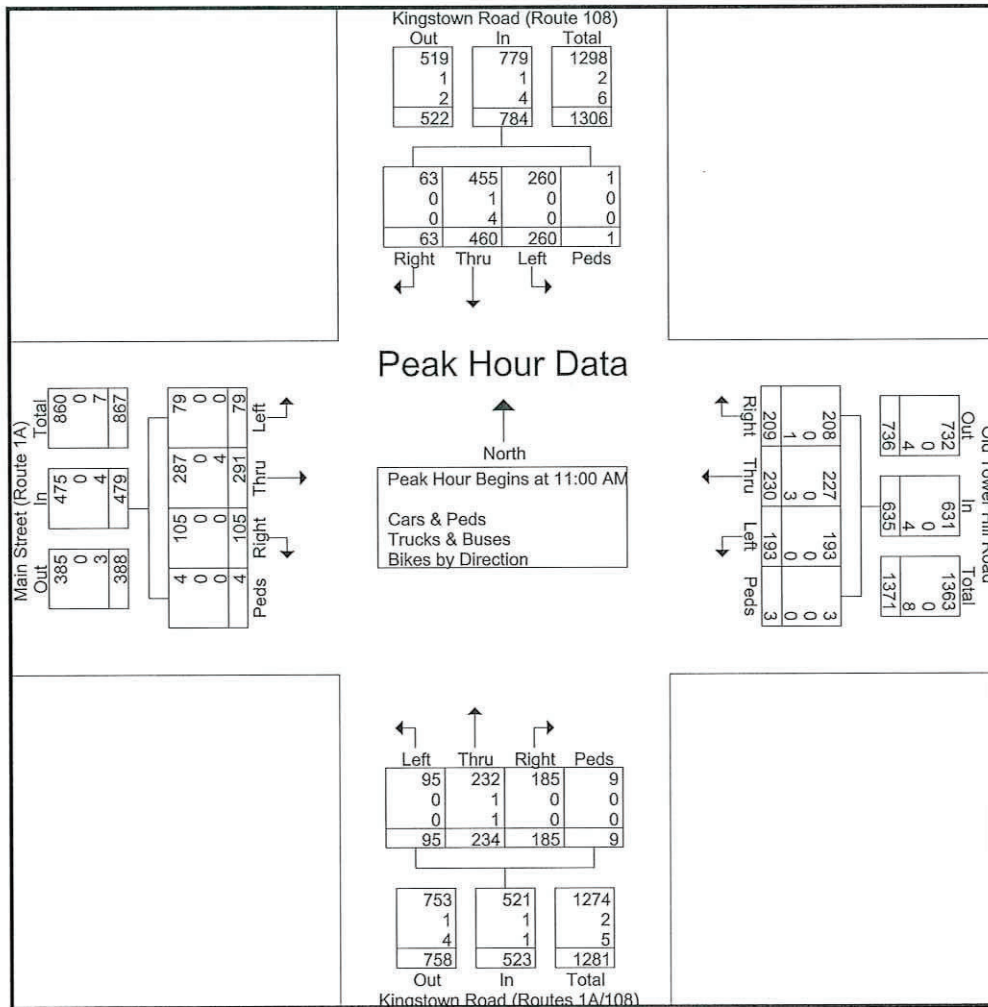 Kingstown Road (Route 108)
Out In Total
519 779 1298
1 1 2
2 4 6
522 784 1306
63 455 260 1
0 1 0 0
0 4 0 0
63 460 260 1
Right Thru Left Peds
Peak Hour Data
North
Peak Hour Begins at 11:00 AM
Cars & Peds
Trucks & Buses
Bikes by Direction
Main Street (Route 1A)
Out In Total
385 475 860
0 0 0
3 4 7
388 479 867
79 287 105 4
0 0 0 0
0 4 0 0
79 291 105 4
Left Thru Right Peds
Old Tower Hill Road
Out In Total
732 631 1363
0 0 0
4 4 8
736 635 1371
208 227 193 3
0 0 0 0
1 3 0 0
209 230 193 3
Right Thru Left Peds
Left Thru Right Peds
95 232 185 9
0 1 0 0
0 1 0 0
95 234 185 9
753 521 1274
1 1 2
4 1 5
758 523 1281
Out In Total
Kingstown Road (Routes 1A/108)